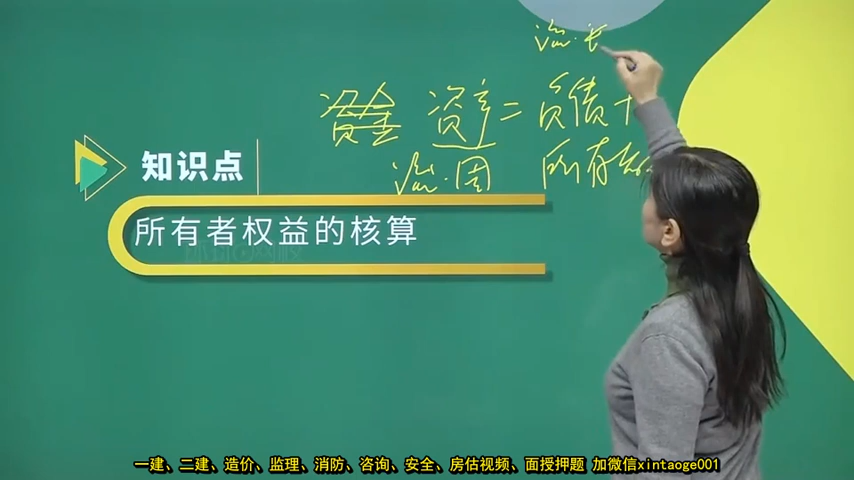 流·长
资金 资产=负债+
流·固 所有者
知识点
所有者权益的核算
一建、二建、造价、监理、消防、咨询、安全、房估视频、面授押题 加微信xintaoge001